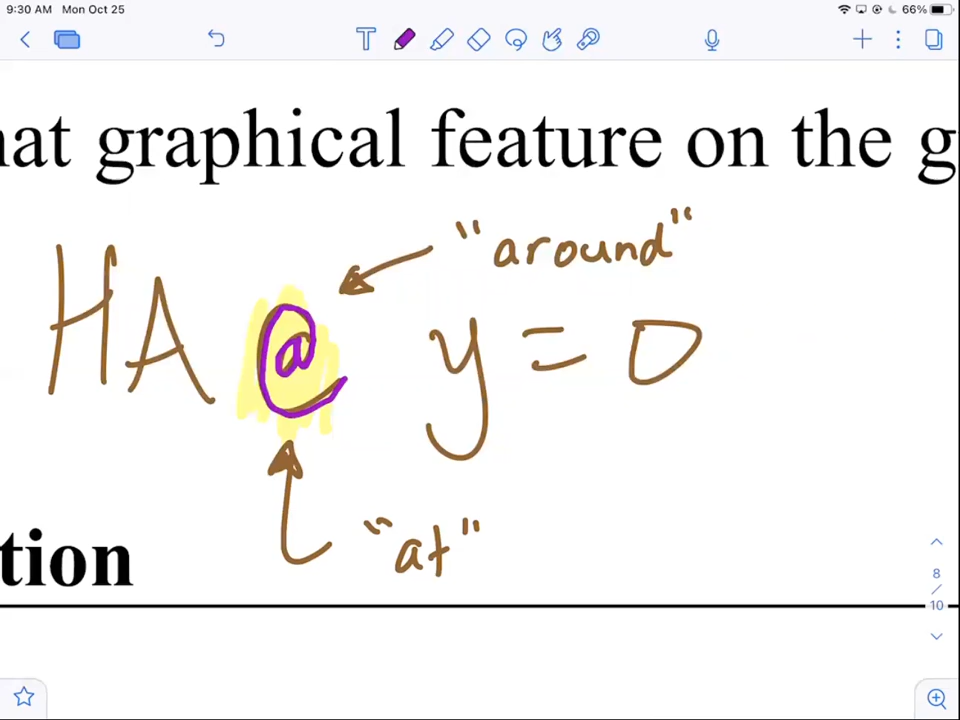 9:30 AM Mon Oct 25 66%
T
hat graphical feature on the g
"around"
HA @ y = 0
"at"
tion
8
/
10